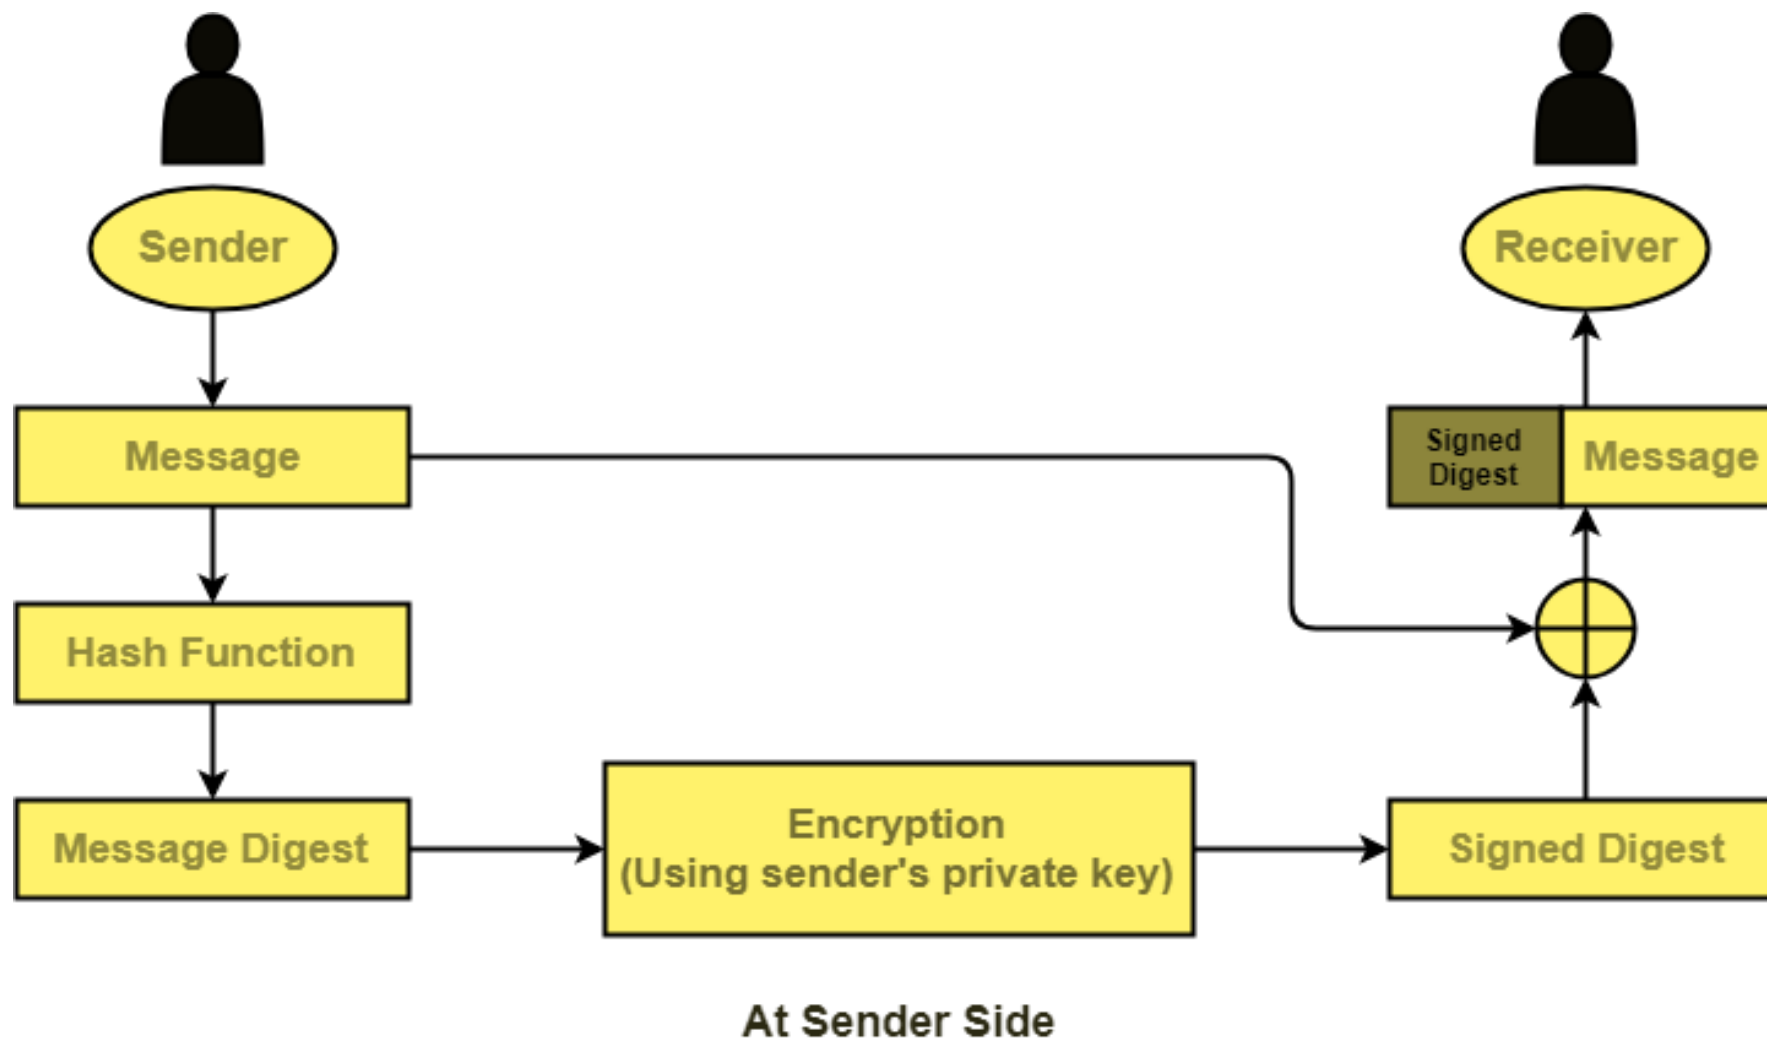 Sender
Receiver
Message
Signed
Digest
Message
Hash Function
Message Digest
Encryption
(Using sender's private key)
Signed Digest
At Sender Side